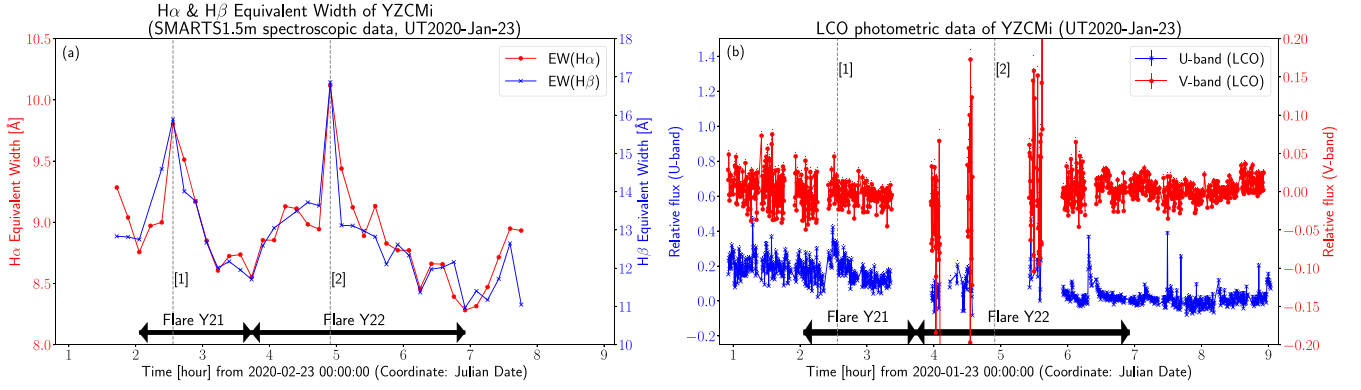 Hα & Hβ Equivalent Width of YZCMi
(SMARTS1.5m spectroscopic data, UT2020-Jan-23)
(a)
EW(Hα)
EW(Hβ)
[1]
[2]
Flare Y21
Flare Y22
Hα Equivalent Width [Å]
10.5
10.0
9.5
9.0
8.5
8.0
Hβ Equivalent Width [Å]
18
17
16
15
14
13
12
11
10
1 2 3 4 5 6 7 8 9
Time [hour] from 2020-02-23 00:00:00 (Coordinate: Julian Date)
LCO photometric data of YZCMi (UT2020-Jan-23)
(b)
[1]
[2]
U-band (LCO)
V-band (LCO)
Flare Y21
Flare Y22
Relative flux (U-band)
1.4
1.2
1.0
0.8
0.6
0.4
0.2
0.0
−0.2
Relative flux (V-band)
0.20
0.15
0.10
0.05
0.00
−0.05
−0.10
−0.15
−0.20
1 2 3 4 5 6 7 8 9
Time [hour] from 2020-01-23 00:00:00 (Coordinate: Julian Date)